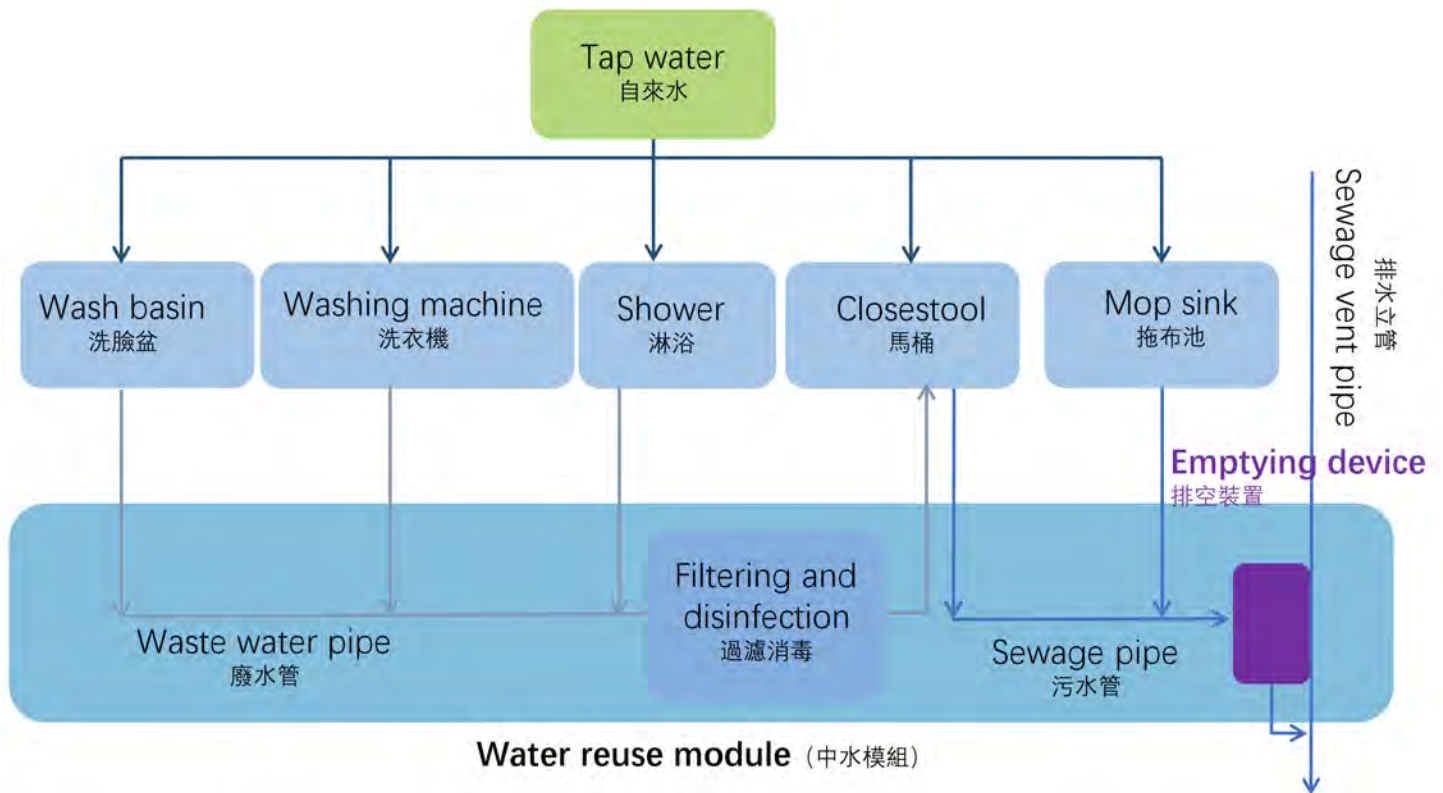 Tap water
自來水
Wash basin
洗臉盆
Washing machine
洗衣機
Shower
淋浴
Closestool
馬桶
Mop sink
拖布池
Sewage vent pipe
排水立管
Emptying device
排空裝置
Filtering and
disinfection
過濾消毒
Waste water pipe
廢水管
Sewage pipe
污水管
Water reuse module（中水模組）